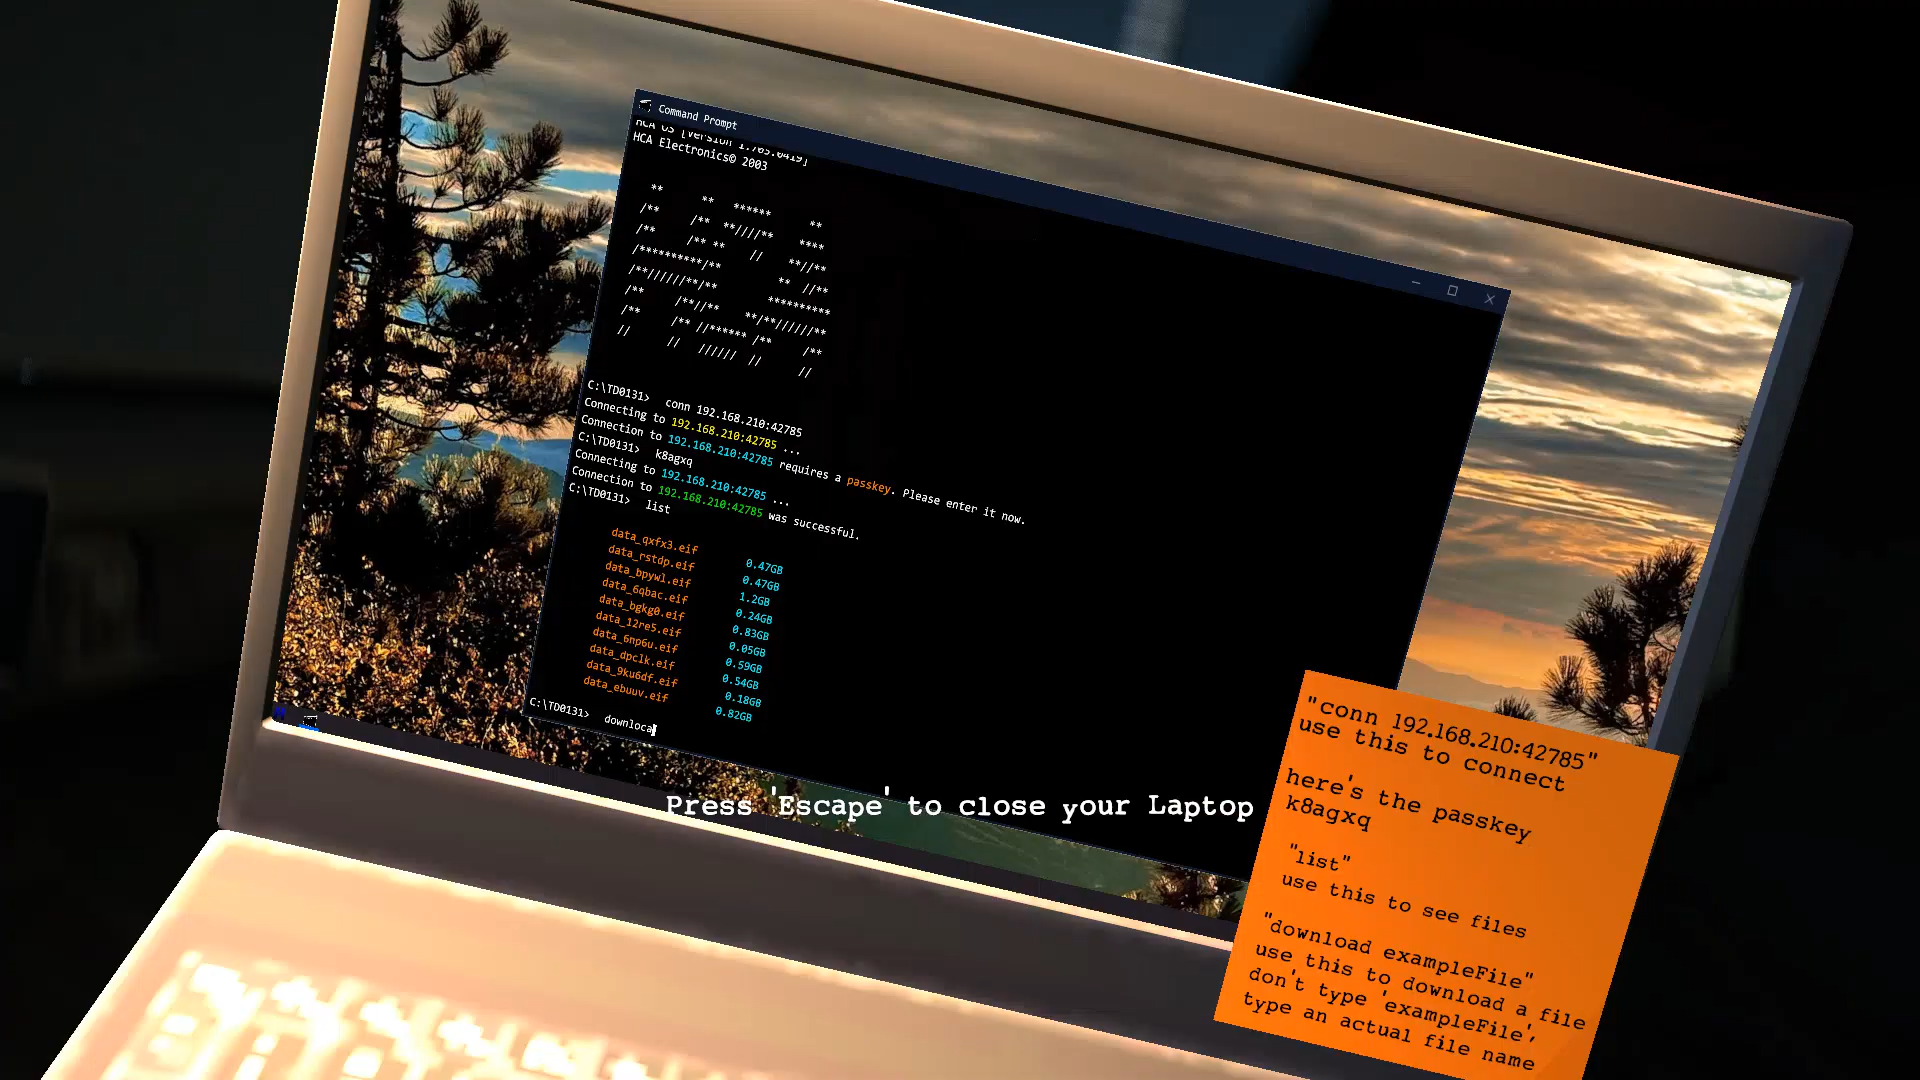 Command Prompt
HCA OS [Version 1.705.0419]
HCA Electronics© 2003
C:\TD0131> conn 192.168.210:42785
Connecting to 192.168.210:42785 ...
Connection to 192.168.210:42785 requires a passkey. Please enter it now.
C:\TD0131> k8agxq
Connecting to 192.168.210:42785 ...
Connection to 192.168.210:42785 was successful.
C:\TD0131> list
data_qxfx3.eif 0.47GB
data_rstdp.eif 0.47GB
data_bpywl.eif 1.2GB
data_6qbac.eif 0.24GB
data_bgkg0.eif 0.83GB
data_12re5.eif 0.05GB
data_6np6u.eif 0.59GB
data_dpclk.eif 0.54GB
data_9ku6df.eif 0.18GB
data_ebuuv.eif 0.82GB
C:\TD0131> downloca
Press 'Escape' to close your Laptop
"conn 192.168.210:42785"
use this to connect
here's the passkey
k8agxq
"list"
use this to see files
"download exampleFile"
use this to download a file
don't type 'exampleFile',
type an actual file name